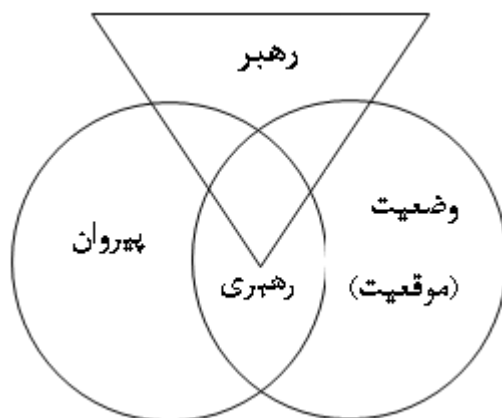 رهبر
وضعیت
(موقعیت)
پیروان
رهبری